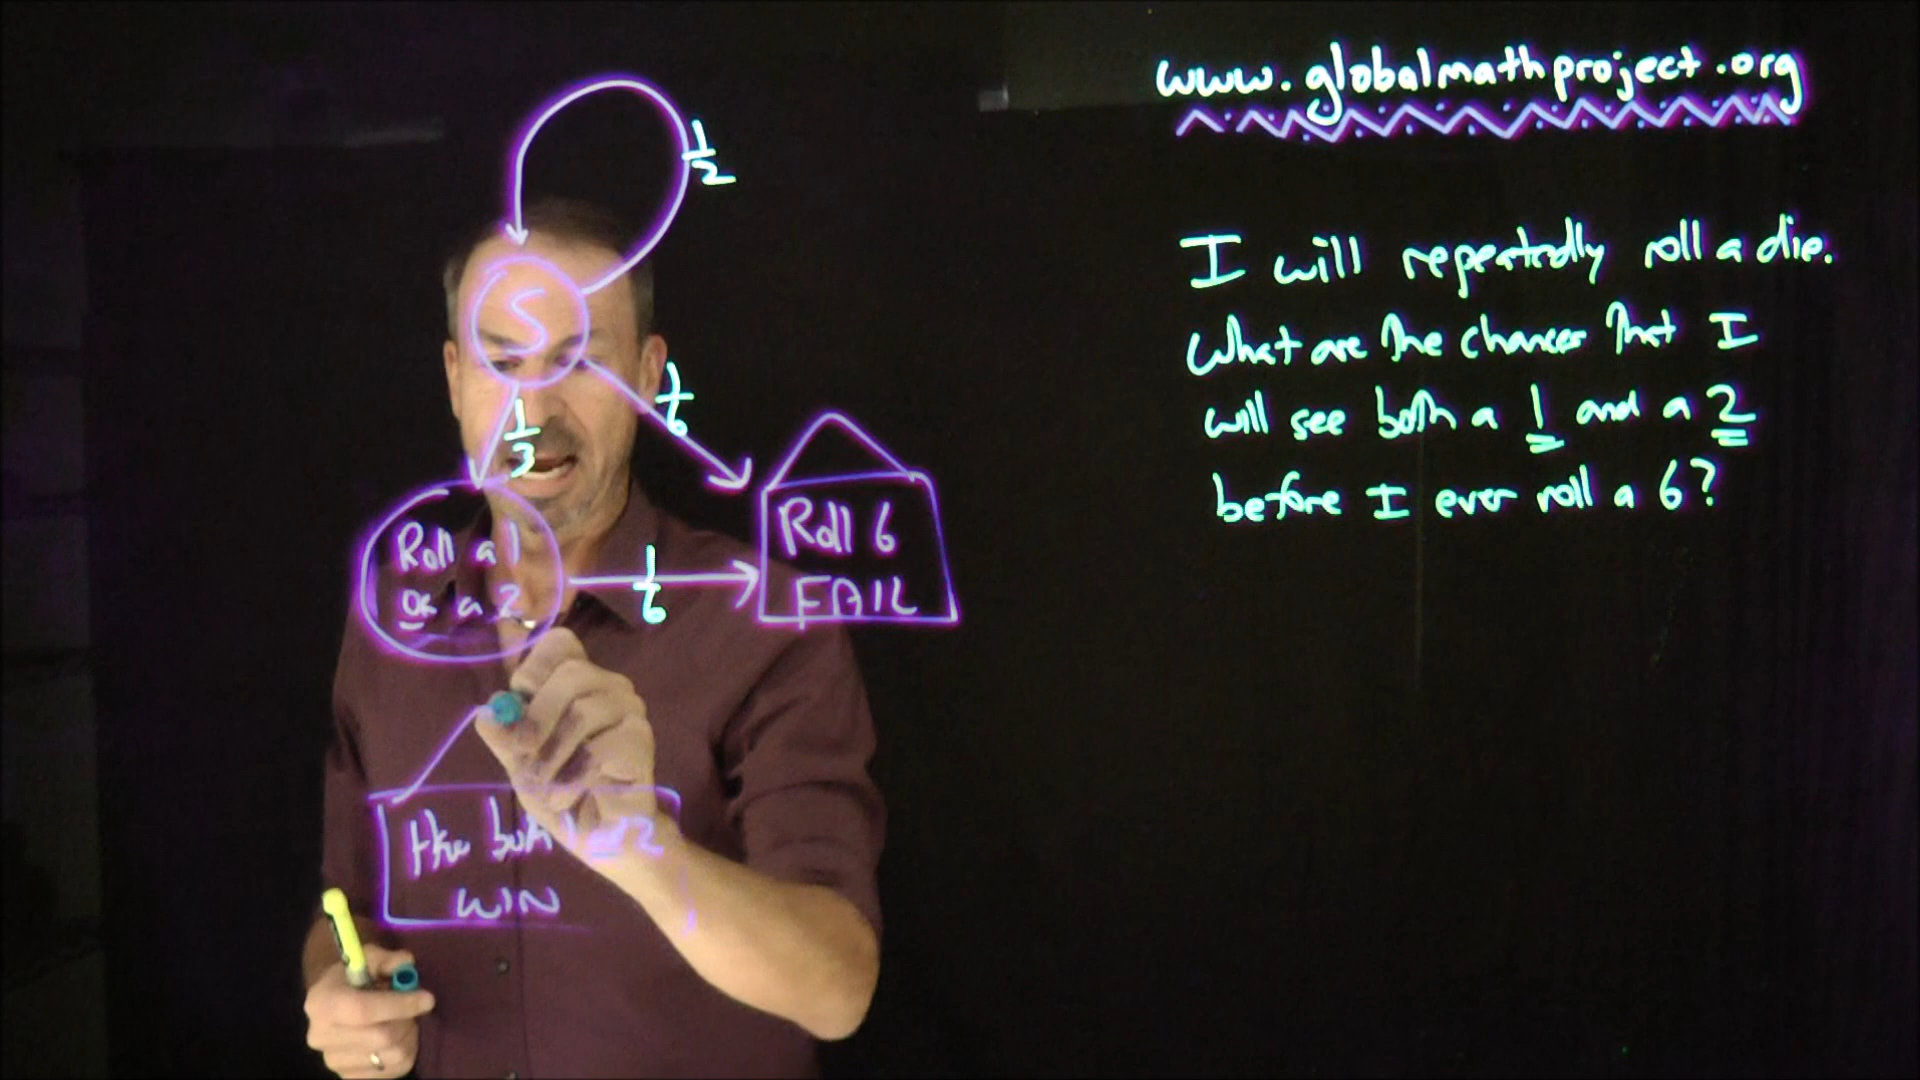 www.globalmathproject.org
I will repeatedly roll a die.
What are the chances that I
will see both a 1 and a 2
before I ever roll a 6?
1/2
S
1/3
1/6
Roll a 1
OR a 2
1/6
Roll 6
FAIL
2
WIN